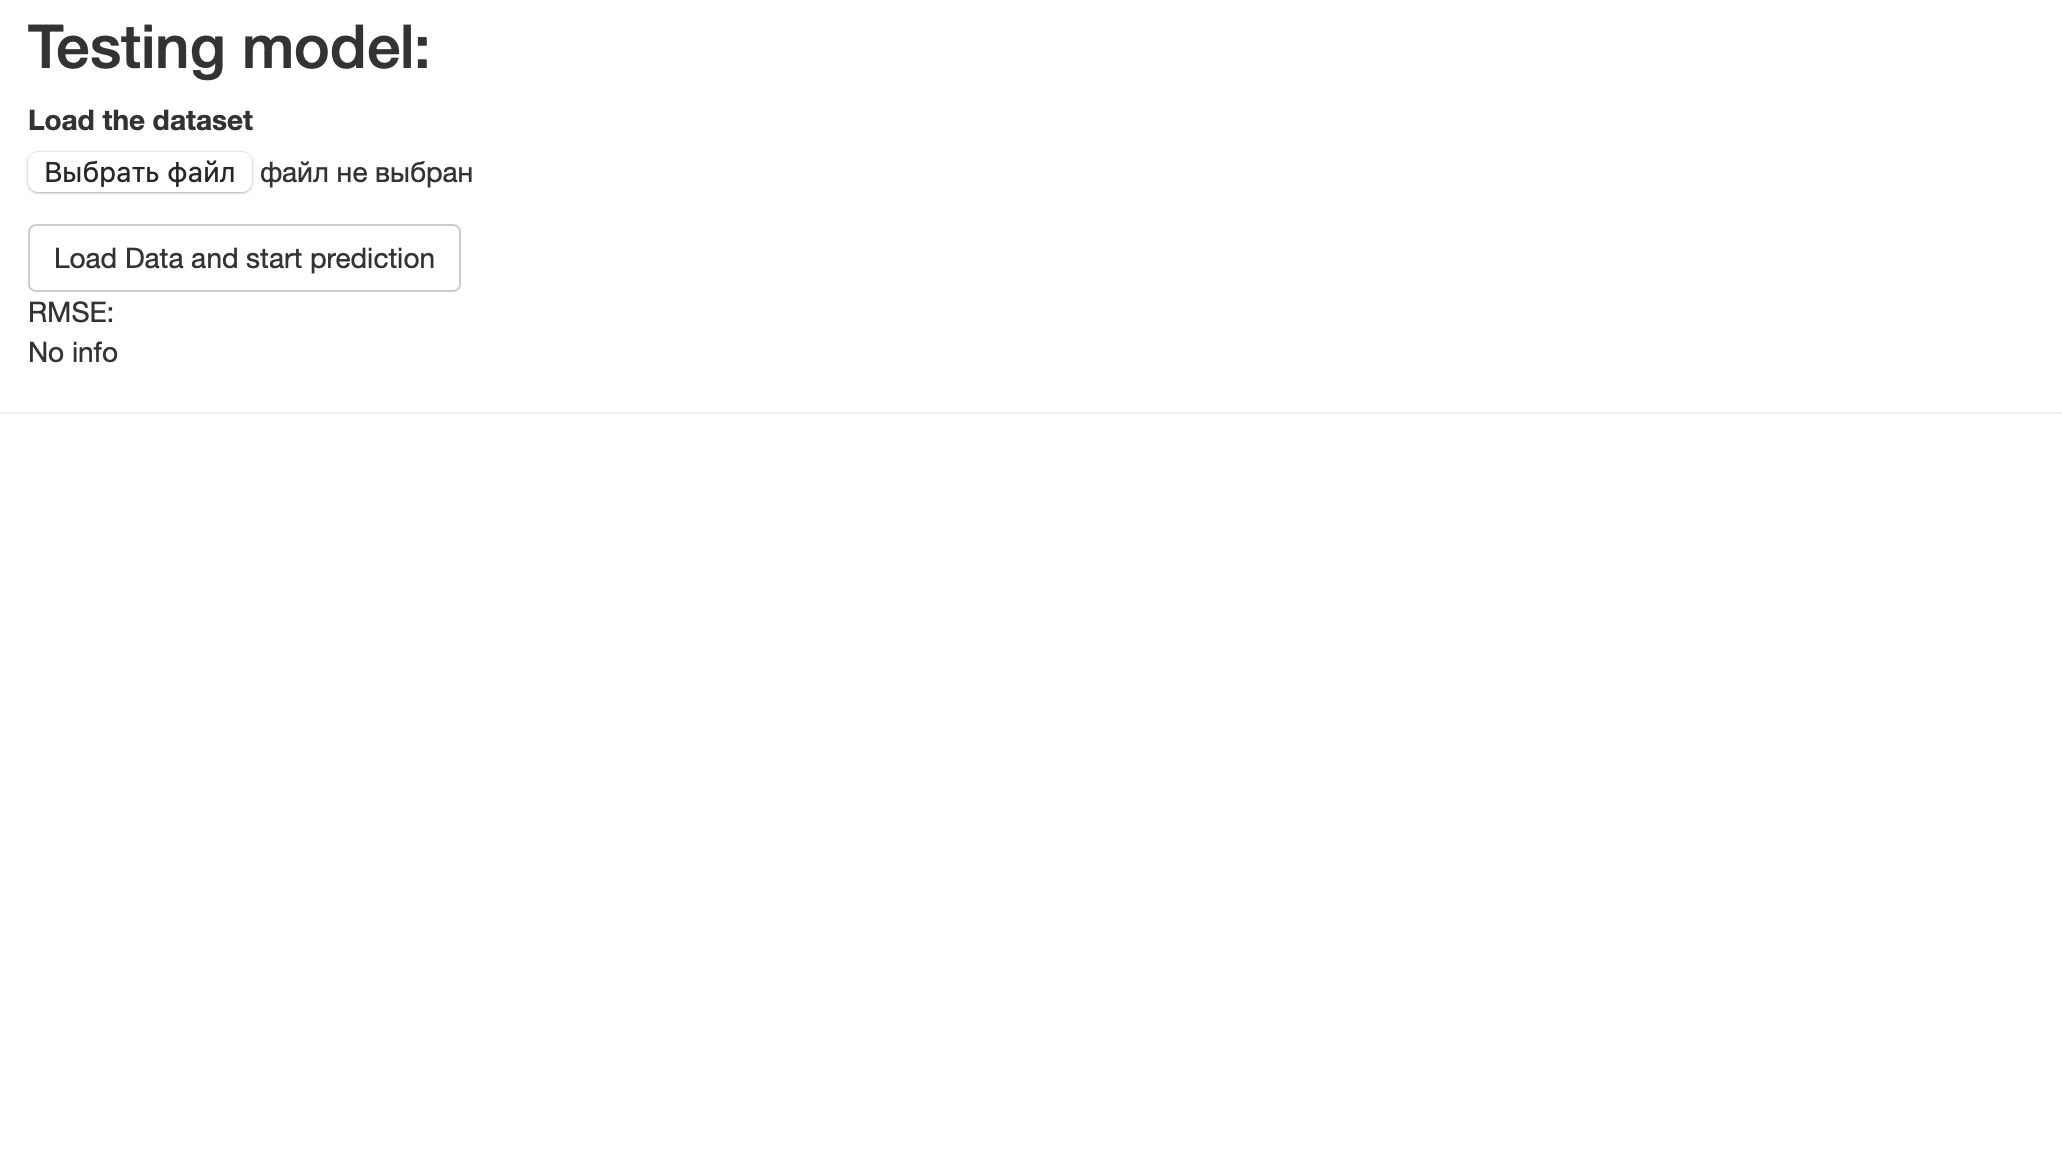 Testing model:
Load the dataset
Выбрать файл файл не выбран
Load Data and start prediction
RMSE:
No info